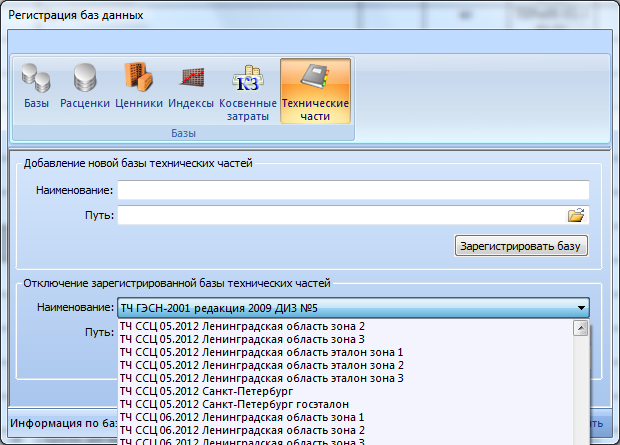 Регистрация баз данных
Базы
Расценки
Ценники
Индексы
Косвенные
затраты
Технические
части
Базы
Добавление новой базы технических частей
Наименование:
Путь:
Зарегистрировать базу
Отключение зарегистрированной базы технических частей
Наименование:
ТЧ ГЭСН-2001 редакция 2009 ДИЗ №5
Путь:
ТЧ ССЦ 05.2012 Ленинградская область зона 2
ТЧ ССЦ 05.2012 Ленинградская область зона 3
ТЧ ССЦ 05.2012 Ленинградская область эталон зона 1
ТЧ ССЦ 05.2012 Ленинградская область эталон зона 2
ТЧ ССЦ 05.2012 Ленинградская область эталон зона 3
ТЧ ССЦ 05.2012 Санкт-Петербург
ТЧ ССЦ 05.2012 Санкт-Петербург госэталон
ТЧ ССЦ 06.2012 Ленинградская область зона 1
ТЧ ССЦ 06.2012 Ленинградская область зона 2
ТЧ ССЦ 06.2012 Ленинградская область зона 3
Информация по баз